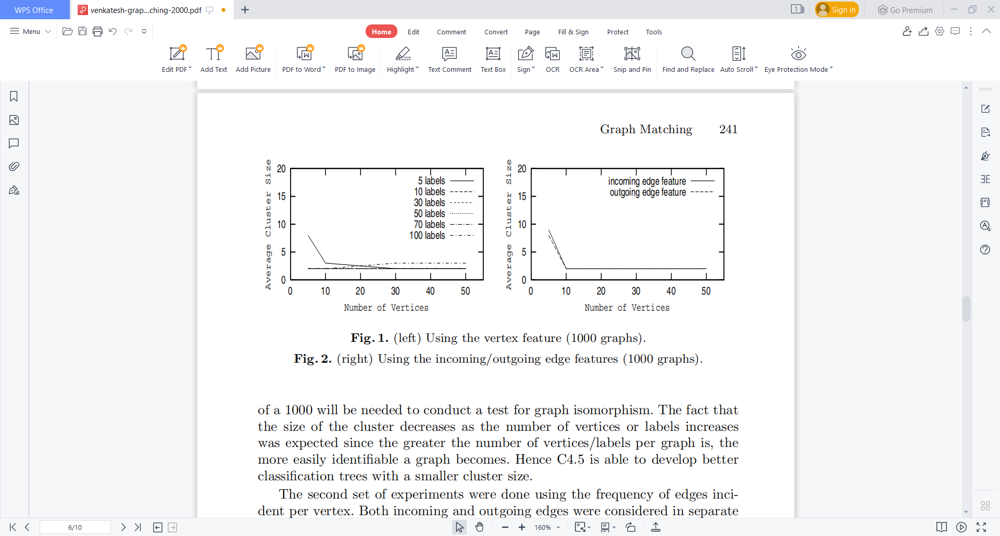 WPS Office
venkatesh-grap...ching-2000.pdf
1
Sign in
Go Premium
Menu
Home
Edit
Comment
Convert
Page
Fill & Sign
Protect
Tools
Edit PDF
Add Text
Add Picture
PDF to Word
PDF to Image
Highlight
Text Comment
Text Box
Sign
OCR
OCR Area
Snip and Pin
Find and Replace
Auto Scroll
Eye Protection Mode
Graph Matching 241
Average Cluster Size
20
15
10
5
0
5 labels
10 labels
30 labels
50 labels
70 labels
100 labels
0 10 20 30 40 50
Number of Vertices
Average Cluster Size
20
15
10
5
0
incoming edge feature
outgoing edge feature
0 10 20 30 40 50
Number of Vertices
Fig. 1. (left) Using the vertex feature (1000 graphs).
Fig. 2. (right) Using the incoming/outgoing edge features (1000 graphs).
of a 1000 will be needed to conduct a test for graph isomorphism. The fact that
the size of the cluster decreases as the number of vertices or labels increases
was expected since the greater the number of vertices/labels per graph is, the
more easily identifiable a graph becomes. Hence C4.5 is able to develop better
classification trees with a smaller cluster size.
The second set of experiments were done using the frequency of edges inci-
dent per vertex. Both incoming and outgoing edges were considered in separate
6/10
160%